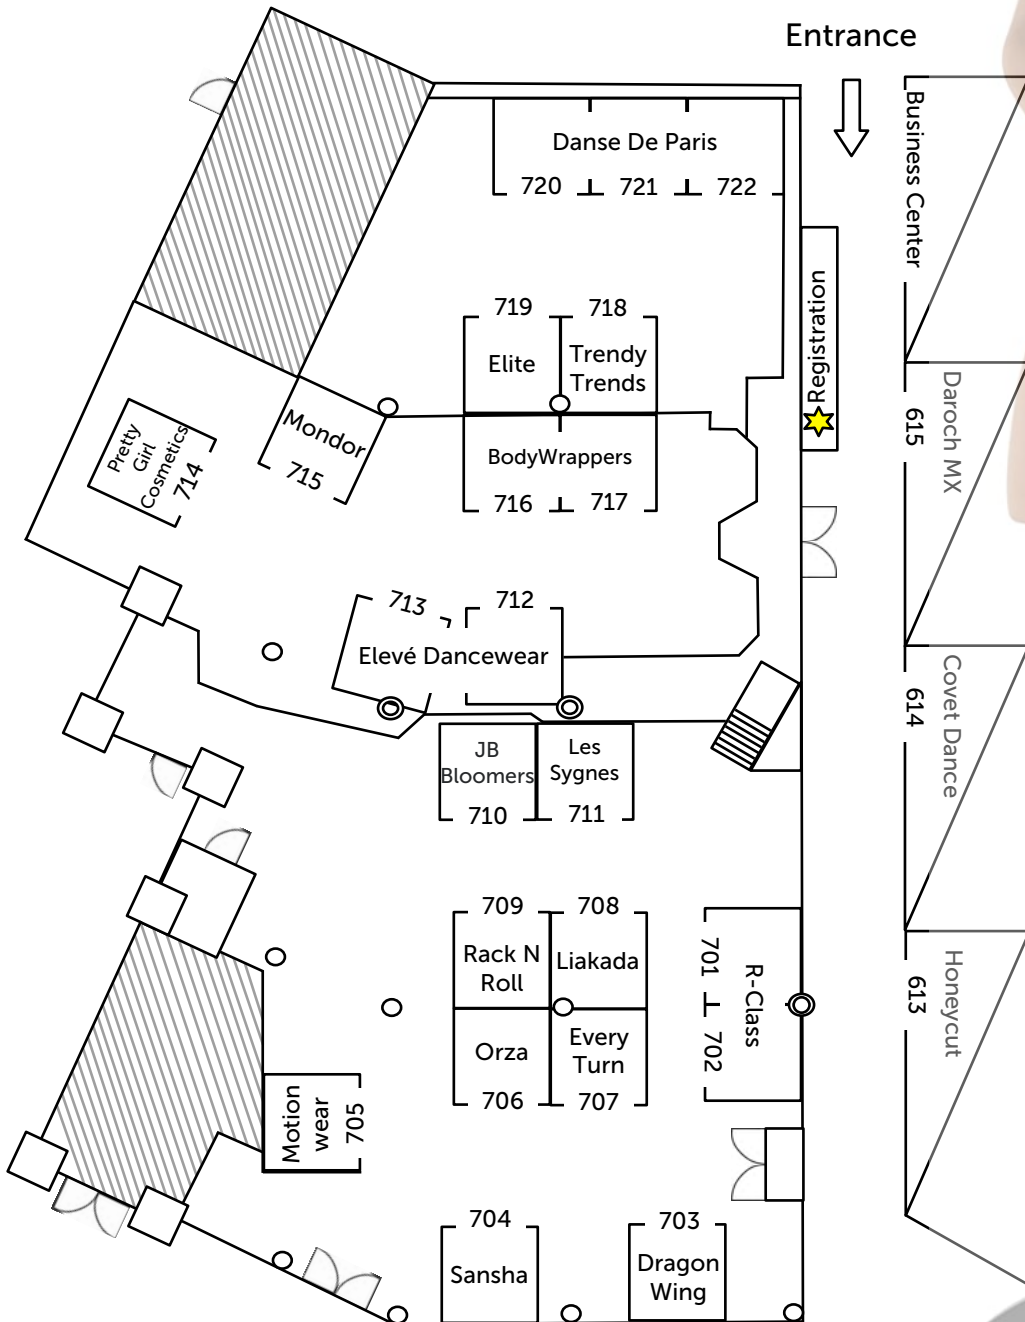 Entrance
Business Center
Danse De Paris
720
721
722
Registration
719
718
Elite
Trendy
Trends
Daroch MX
615
Mondor
715
Pretty
Girl
Cosmetics
714
BodyWrappers
716
717
713
712
Elevé Dancewear
Covet Dance
614
JB
Bloomers
710
Les
Sygnes
711
709
708
Rack N
Roll
Liakada
701
702
R-Class
Honeycut
613
Orza
706
Every
Turn
707
Motion
wear
705
704
Sansha
703
Dragon
Wing